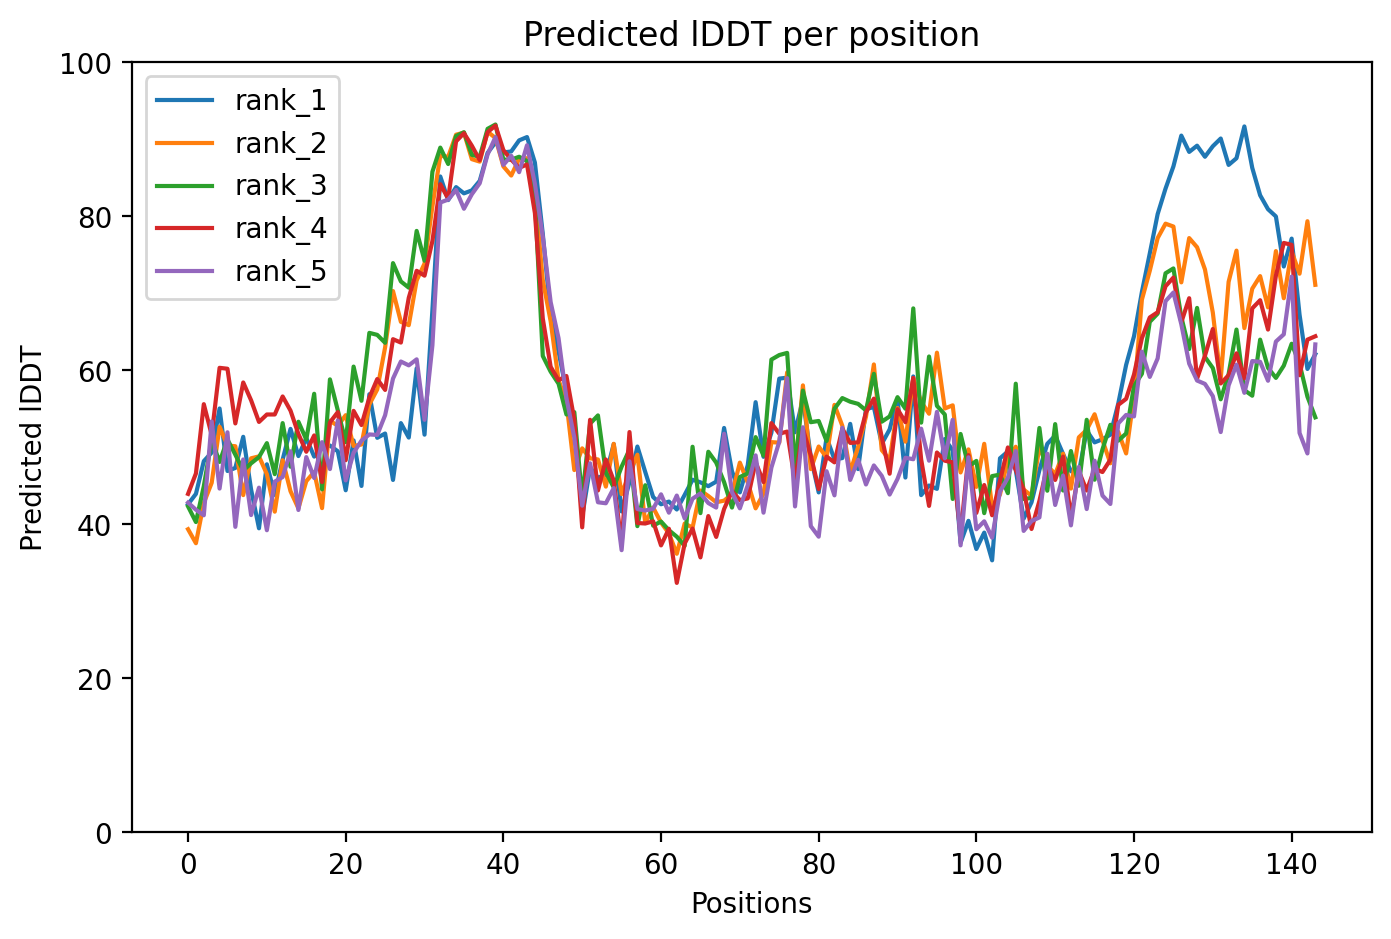 Predicted lDDT per position
100
80
60
40
20
0
Predicted lDDT
rank_1
rank_2
rank_3
rank_4
rank_5
0 20 40 60 80 100 120 140
Positions